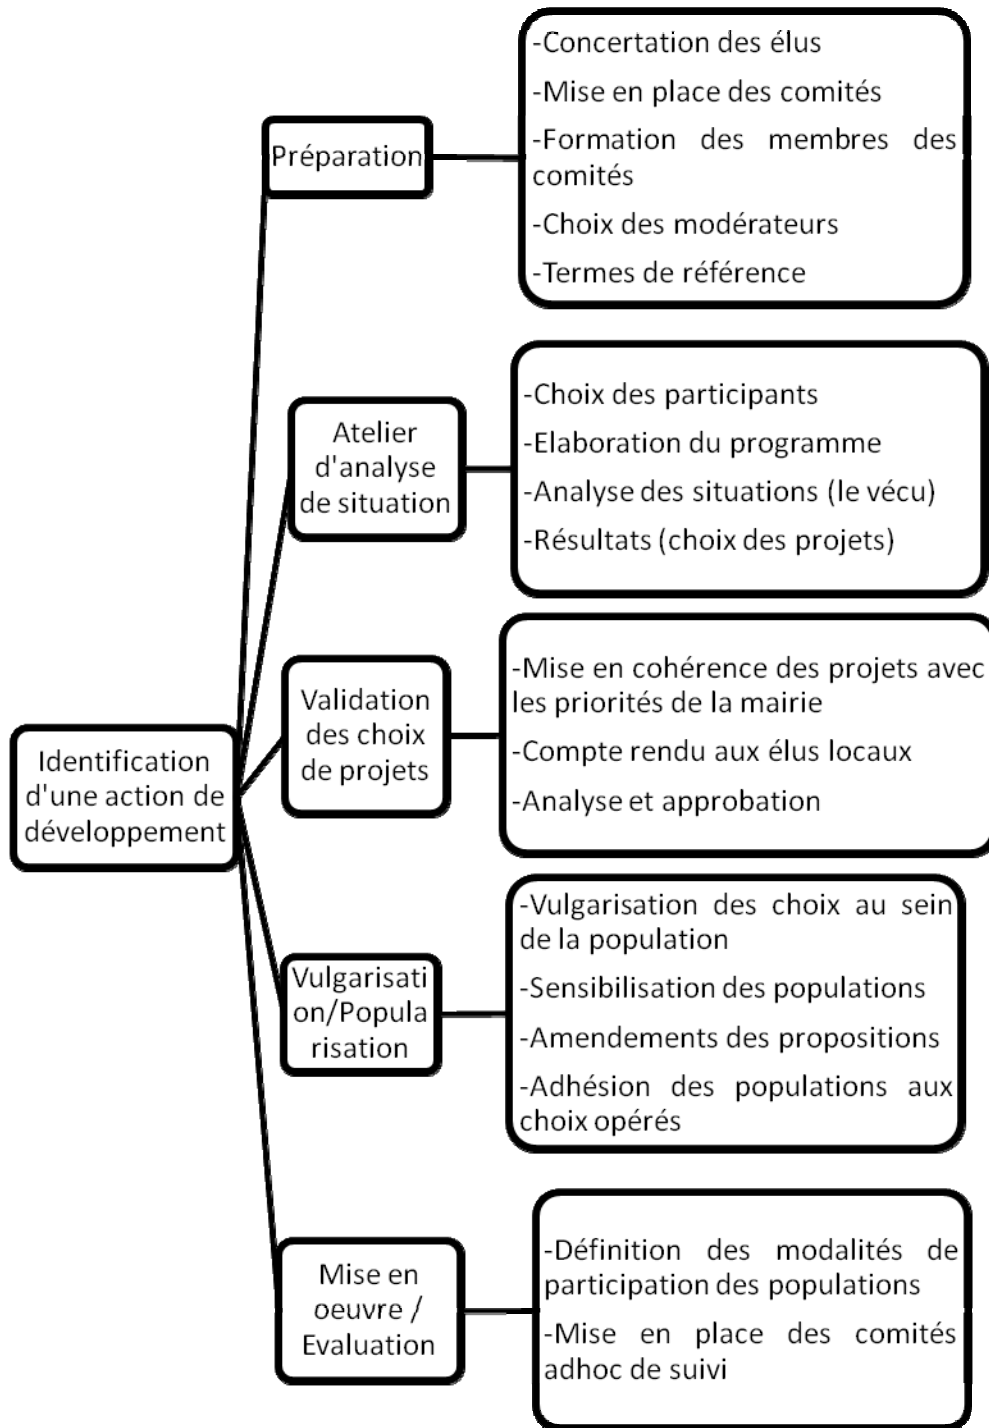 Identification
d'une action de
développement
Préparation
-Concertation des élus
-Mise en place des comités
-Formation des membres des
comités
-Choix des modérateurs
-Termes de référence
Atelier
d'analyse
de situation
-Choix des participants
-Elaboration du programme
-Analyse des situations (le vécu)
-Résultats (choix des projets)
Validation
des choix
de projets
-Mise en cohérence des projets avec
les priorités de la mairie
-Compte rendu aux élus locaux
-Analyse et approbation
Vulgarisati
on/Popula
risation
-Vulgarisation des choix au sein
de la population
-Sensibilisation des populations
-Amendements des propositions
-Adhésion des populations aux
choix opérés
Mise en
oeuvre /
Evaluation
-Définition des modalités de
participation des populations
-Mise en place des comités
adhoc de suivi